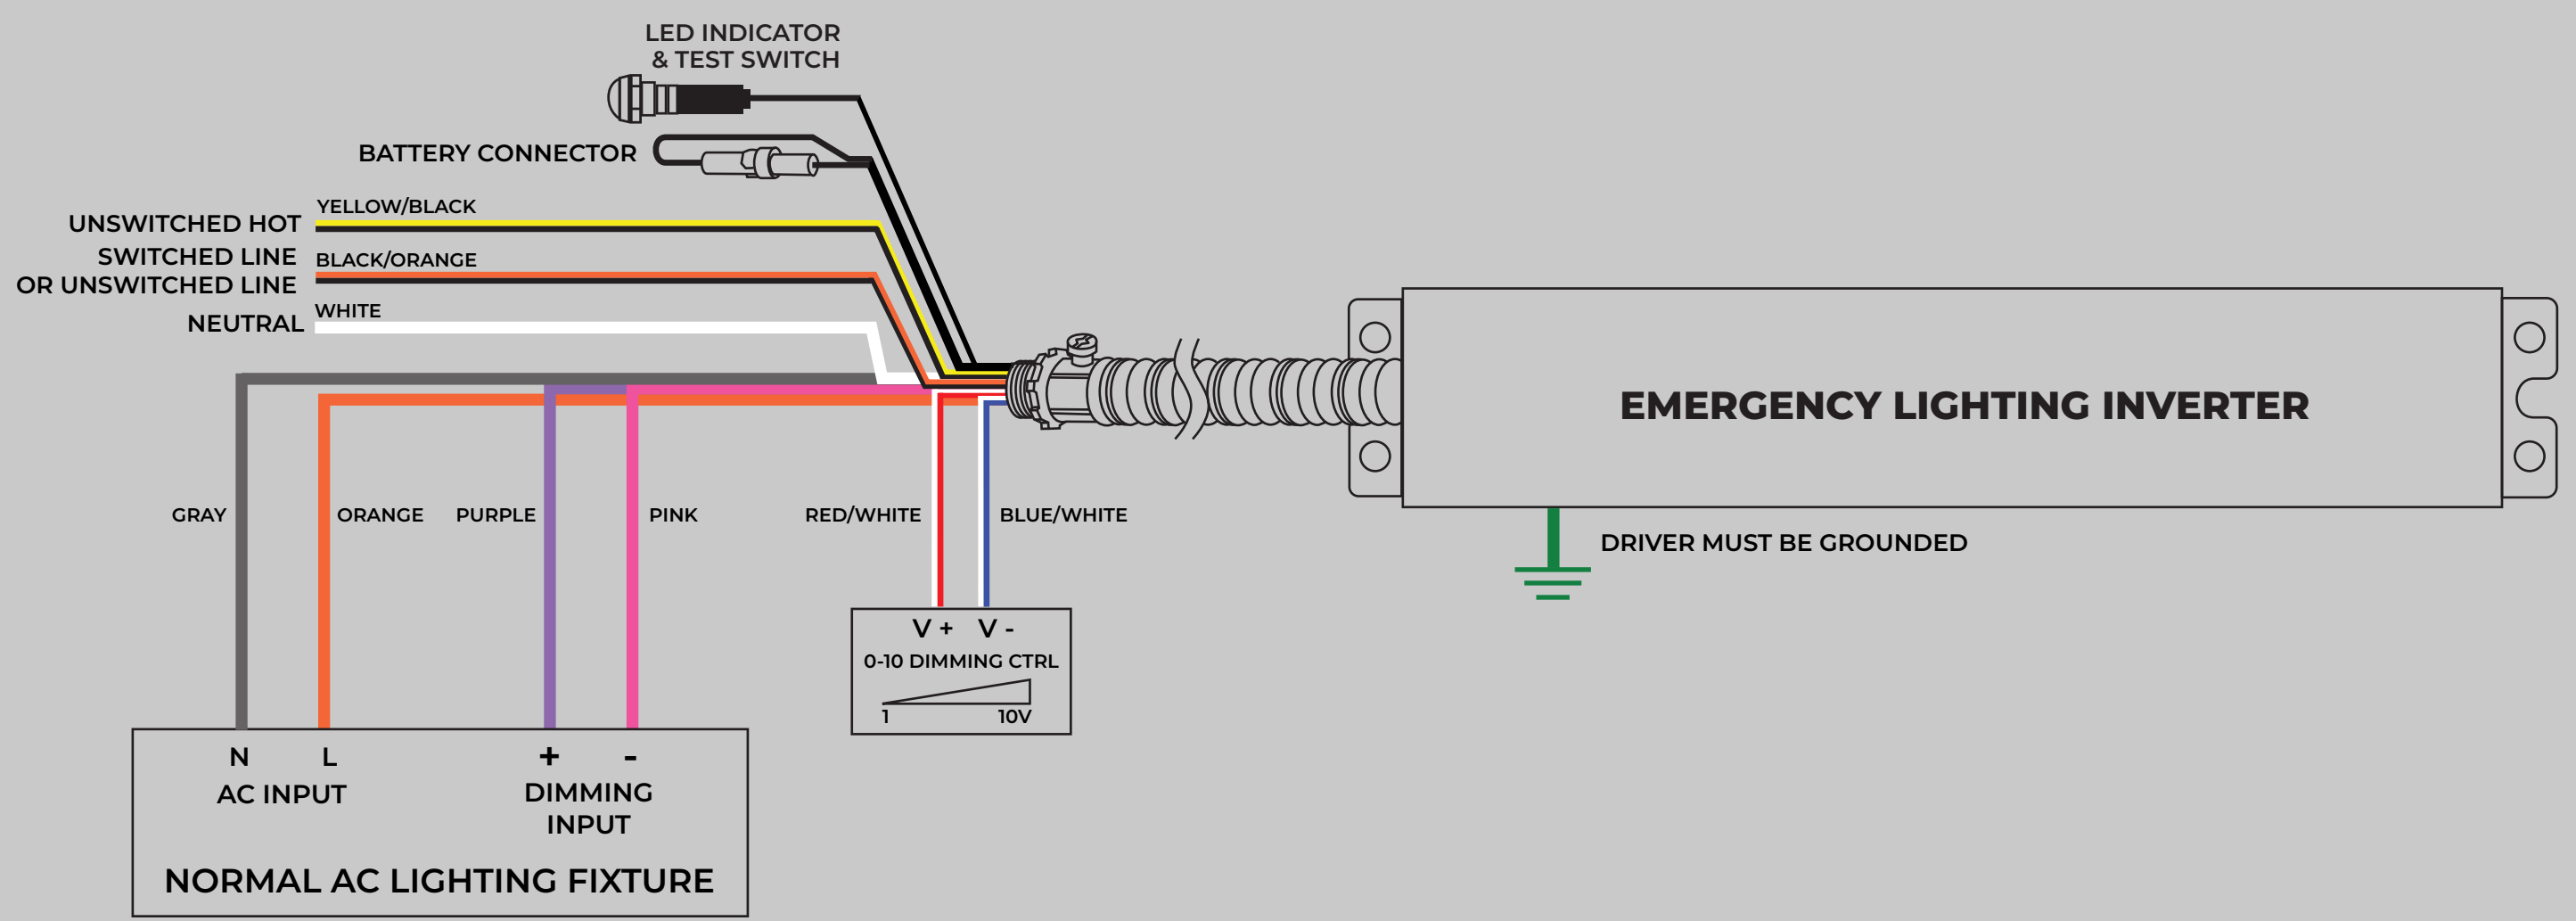 LED INDICATOR
& TEST SWITCH
BATTERY CONNECTOR
YELLOW/BLACK
UNSWITCHED HOT
SWITCHED LINE
OR UNSWITCHED LINE
BLACK/ORANGE
WHITE
NEUTRAL
EMERGENCY LIGHTING INVERTER
GRAY
ORANGE
PURPLE
PINK
RED/WHITE
BLUE/WHITE
DRIVER MUST BE GROUNDED
V + V -
0-10 DIMMING CTRL
1 10V
N L + -
AC INPUT
DIMMING
INPUT
NORMAL AC LIGHTING FIXTURE